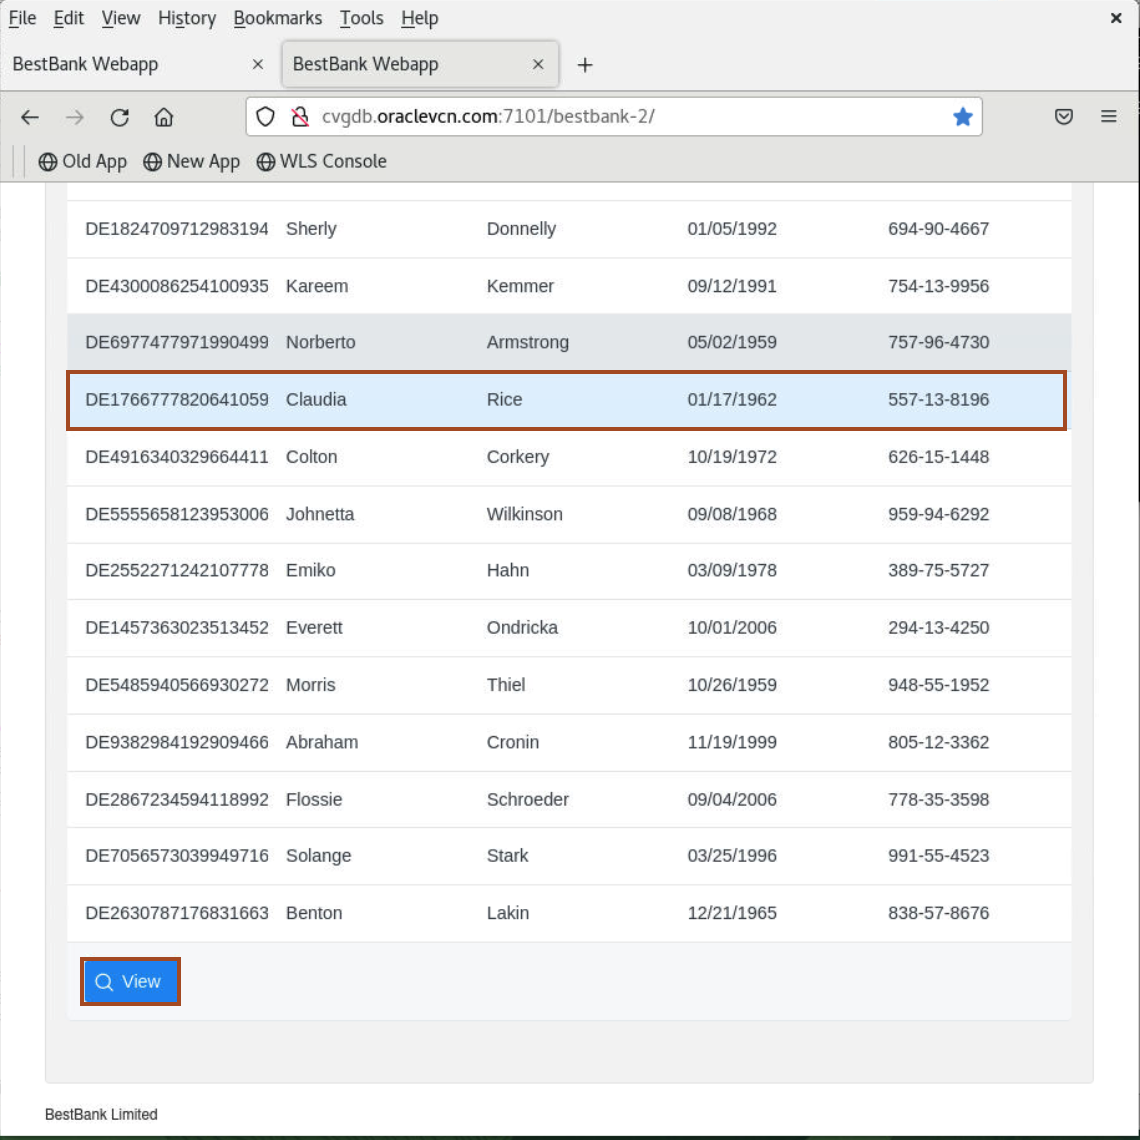 File Edit View History Bookmarks Tools Help
BestBank Webapp BestBank Webapp
cvgdb.oraclevcn.com:7101/bestbank-2/
Old App New App WLS Console
DE1824709712983194 Sherly Donnelly 01/05/1992 694-90-4667
DE4300086254100935 Kareem Kemmer 09/12/1991 754-13-9956
DE6977477971990499 Norberto Armstrong 05/02/1959 757-96-4730
DE1766777820641059 Claudia Rice 01/17/1962 557-13-8196
DE4916340329664411 Colton Corkery 10/19/1972 626-15-1448
DE5555658123953006 Johnetta Wilkinson 09/08/1968 959-94-6292
DE2552271242107778 Emiko Hahn 03/09/1978 389-75-5727
DE1457363023513452 Everett Ondricka 10/01/2006 294-13-4250
DE5485940566930272 Morris Thiel 10/26/1959 948-55-1952
DE9382984192909466 Abraham Cronin 11/19/1999 805-12-3362
DE2867234594118992 Flossie Schroeder 09/04/2006 778-35-3598
DE7056573039949716 Solange Stark 03/25/1996 991-55-4523
DE2630787176831663 Benton Lakin 12/21/1965 838-57-8676
View
BestBank Limited